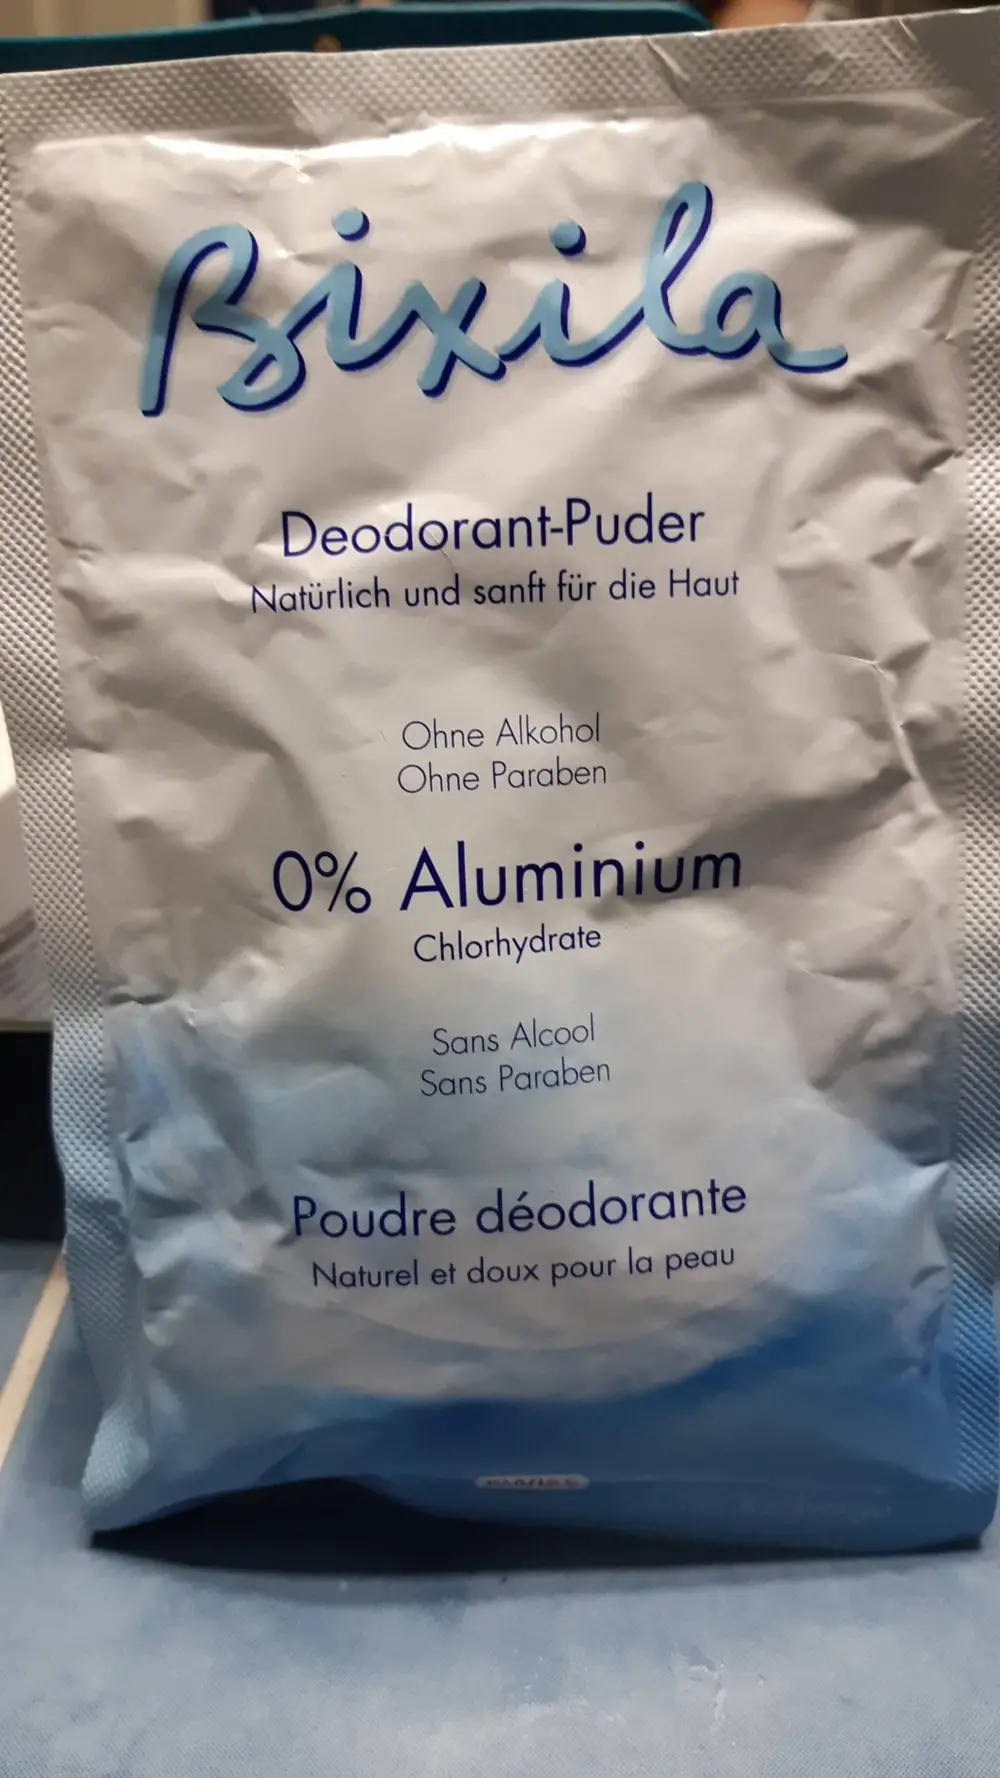 Bixila
Deodorant-Puder
Natürlich und sanft für die Haut
Ohne Alkohol
Ohne Paraben
0% Aluminium
Chlorhydrate
Sans Alcool
Sans Paraben
Poudre déodorante
Naturel et doux pour la peau